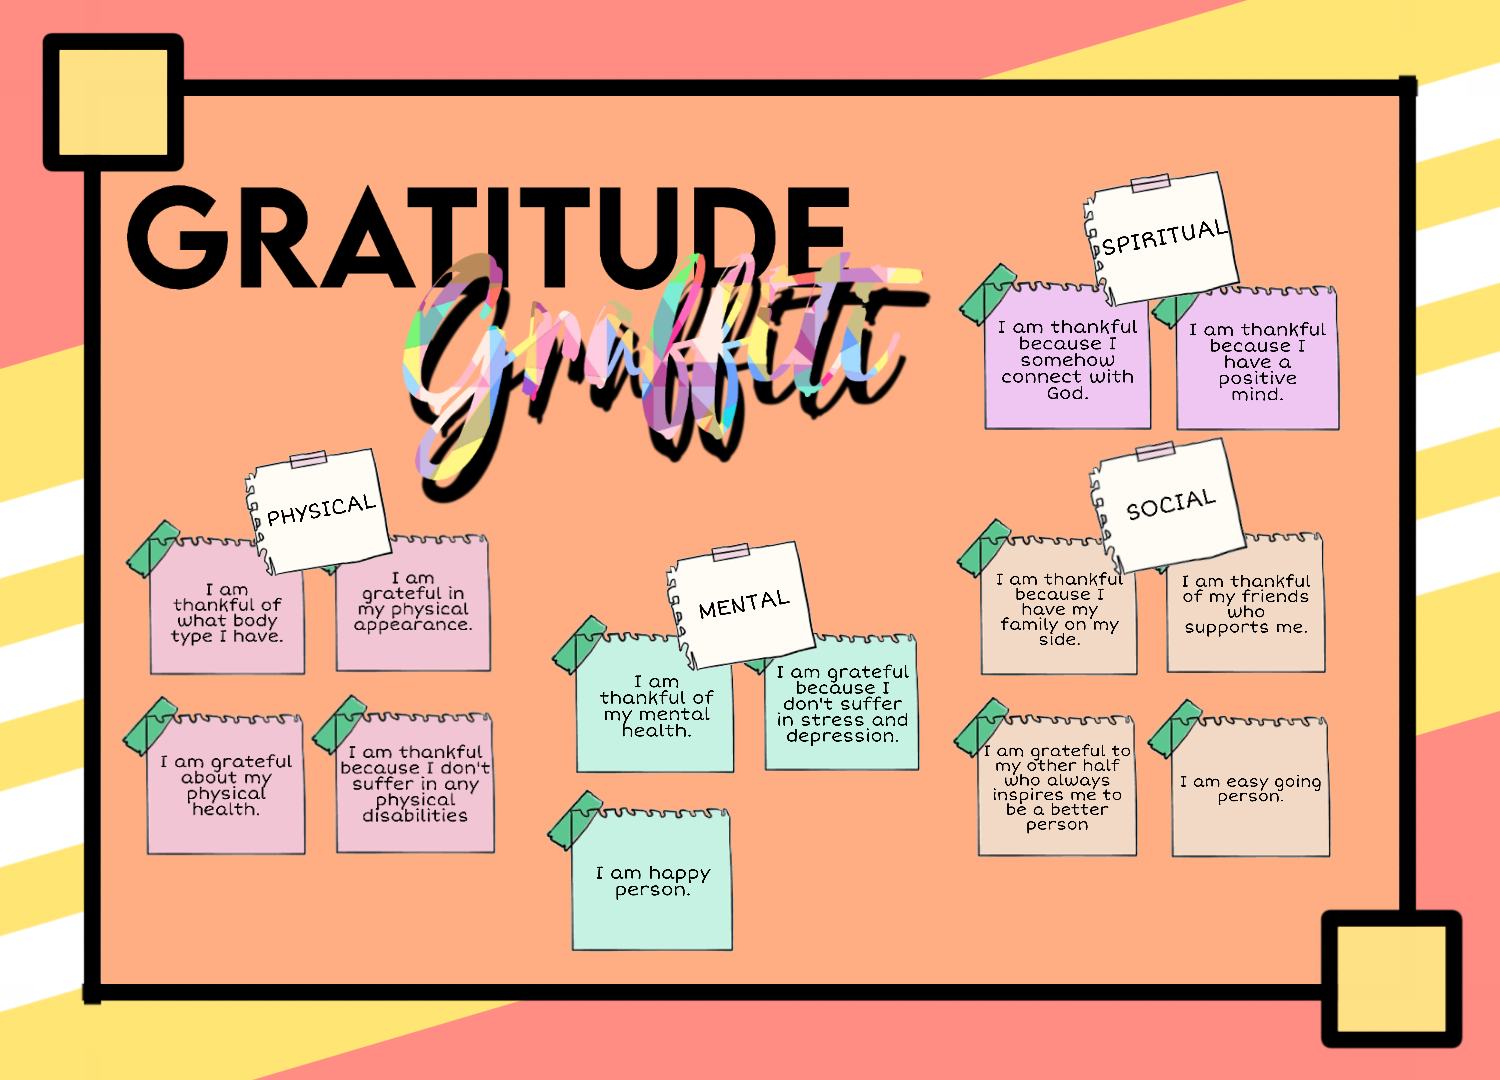 GRATITUDE
Graffiti
SPIRITUAL
I am thankful
because I
somehow
connect with
God.
I am thankful
because I
have a
positive
mind.
PHYSICAL
I am
thankful of
what body
type I have.
I am
grateful in
my physical
appearance.
I am grateful
about my
physical
health.
I am thankful
because I don't
suffer in any
physical
disabilities
MENTAL
I am
thankful of
my mental
health.
I am grateful
because I
don't suffer
in stress and
depression.
I am happy
person.
SOCIAL
I am thankful
because I
have my
family on my
side.
I am thankful
of my friends
who
supports me.
I am grateful to
my other half
who always
inspires me to
be a better
person
I am easy going
person.